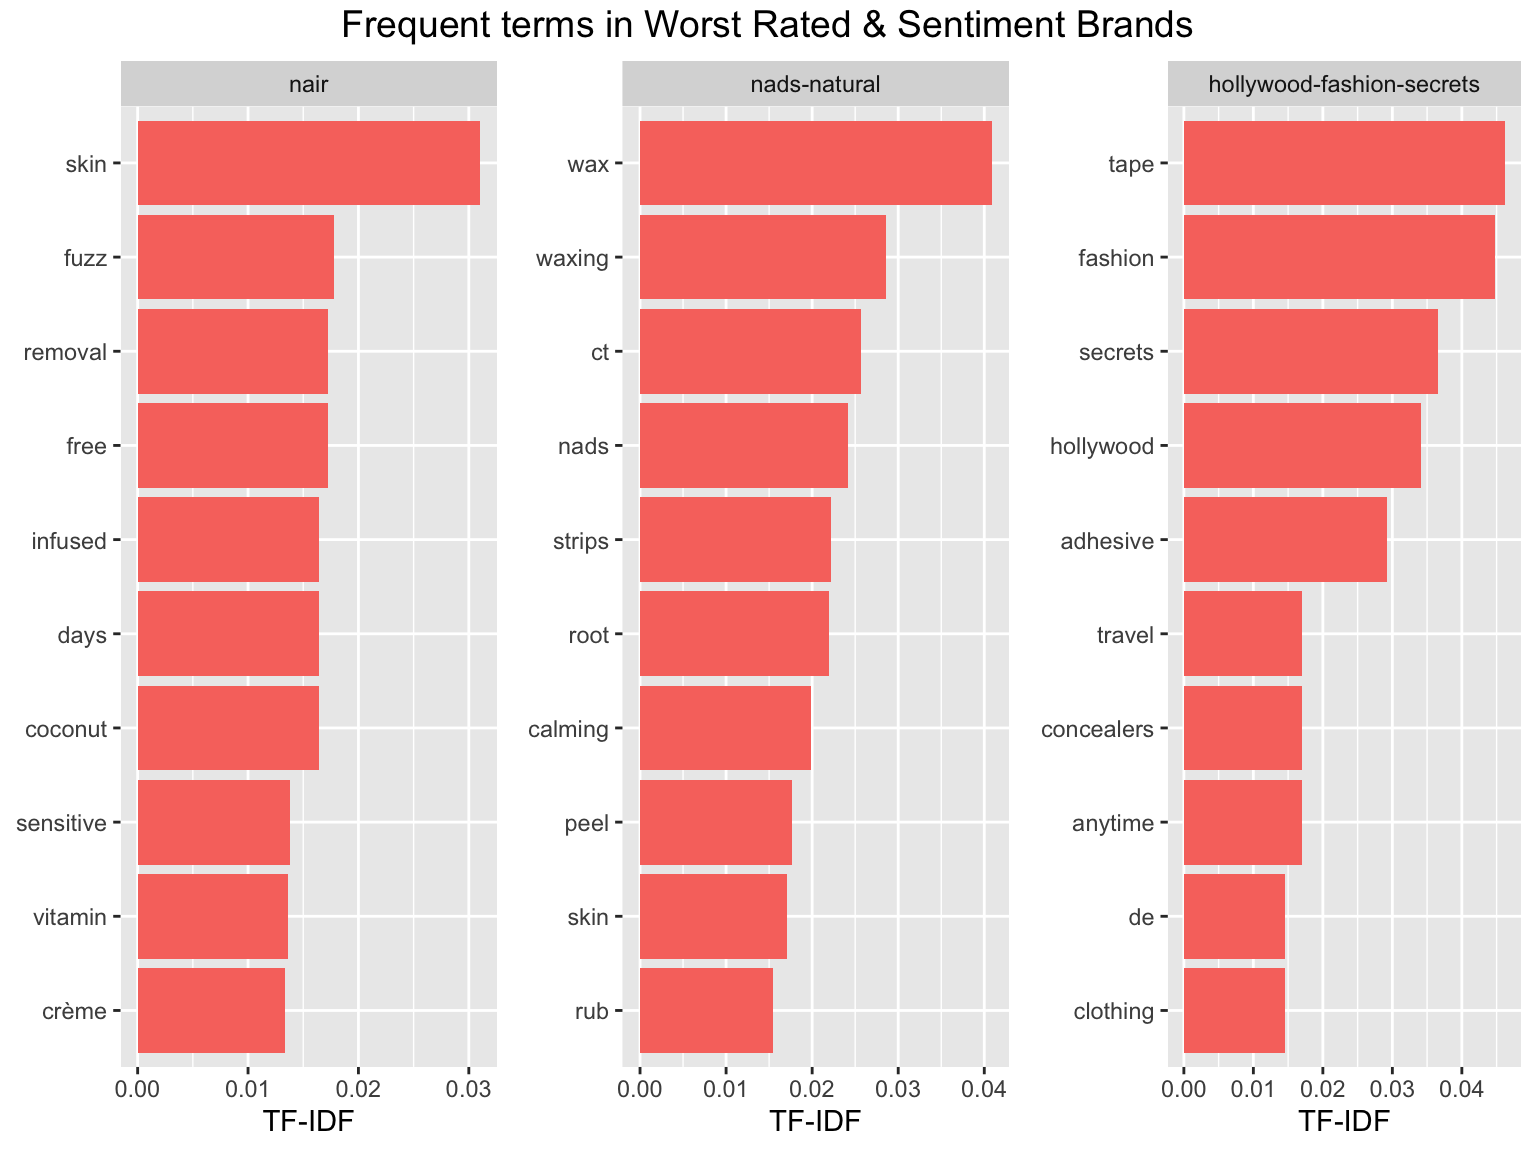 Frequent terms in Worst Rated & Sentiment Brands
nair
skin
fuzz
removal
free
infused
days
coconut
sensitive
vitamin
crème
0.00 0.01 0.02 0.03
TF-IDF
nads-natural
wax
waxing
ct
nads
strips
root
calming
peel
skin
rub
0.00 0.01 0.02 0.03 0.04
TF-IDF
hollywood-fashion-secrets
tape
fashion
secrets
hollywood
adhesive
travel
concealers
anytime
de
clothing
0.00 0.01 0.02 0.03 0.04
TF-IDF